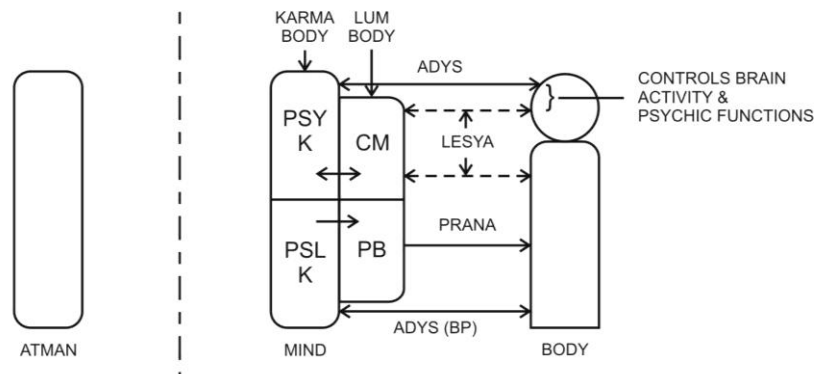 KARMA
BODY
LUM
BODY
ADYS
CONTROLS BRAIN
ACTIVITY &
PSYCHIC FUNCTIONS
}
PSY
K
CM
LESYA
PSL
K
PB
PRANA
ADYS (BP)
ATMAN
MIND
BODY